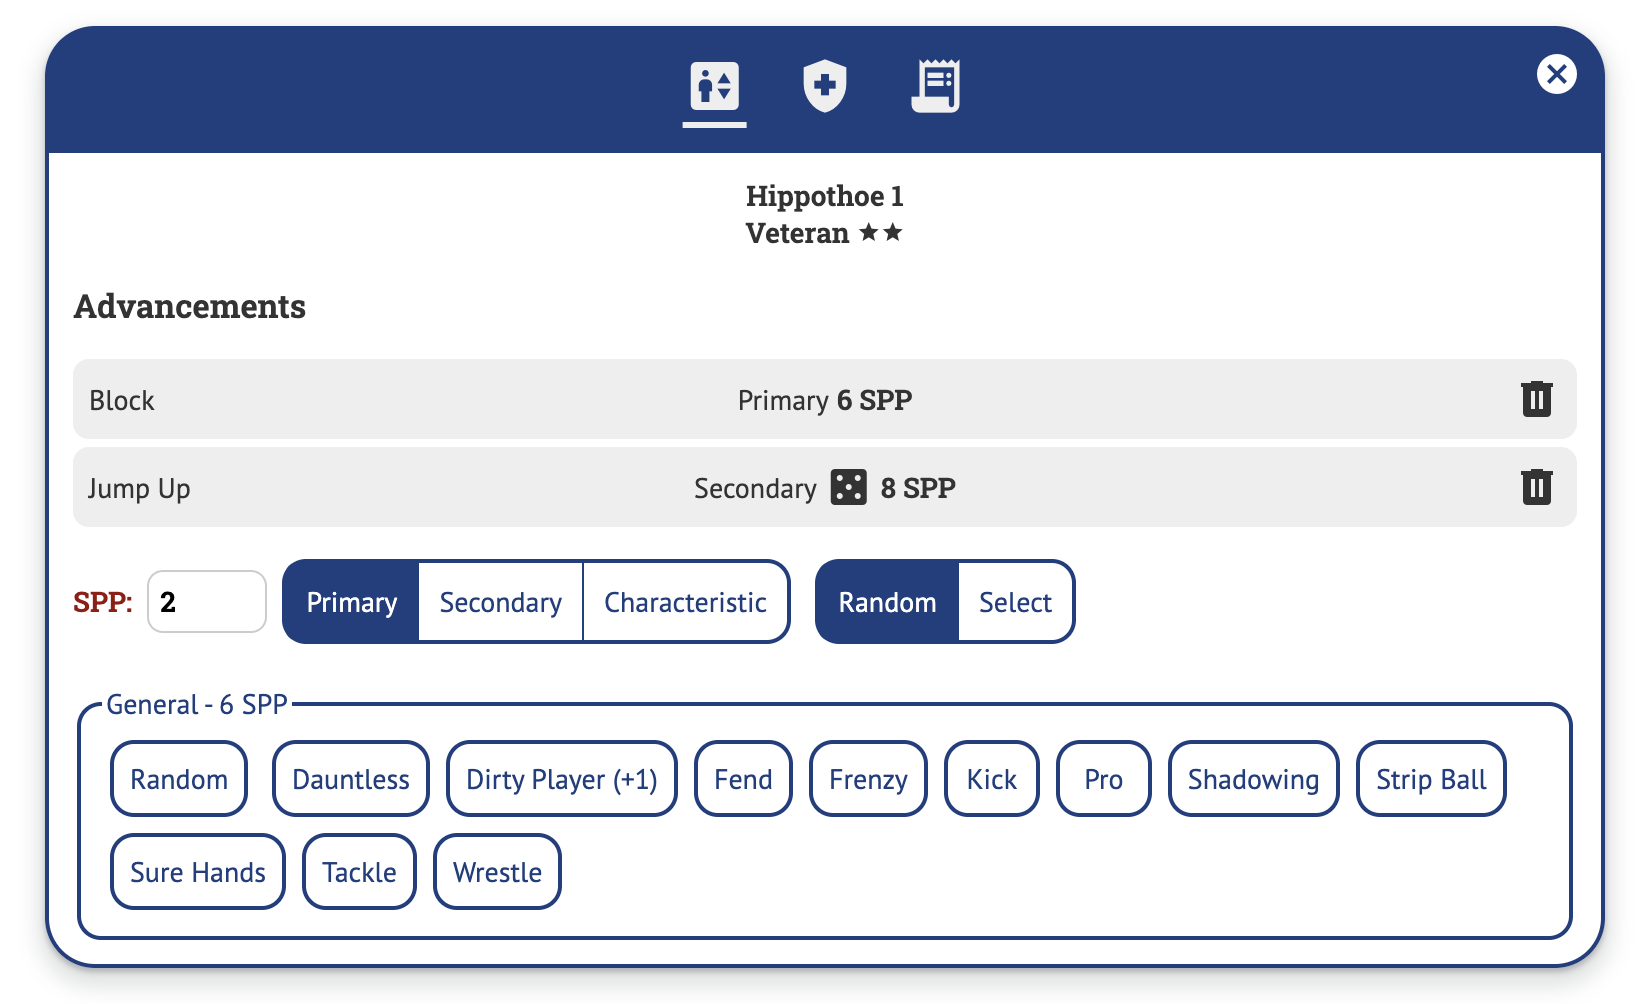 Hippothoe 1
Veteran ★★
Advancements
Block Primary 6 SPP
Jump Up Secondary 8 SPP
SPP: 2 Primary Secondary Characteristic Random Select
General - 6 SPP
Random Dauntless Dirty Player (+1) Fend Frenzy Kick Pro Shadowing Strip Ball
Sure Hands Tackle Wrestle